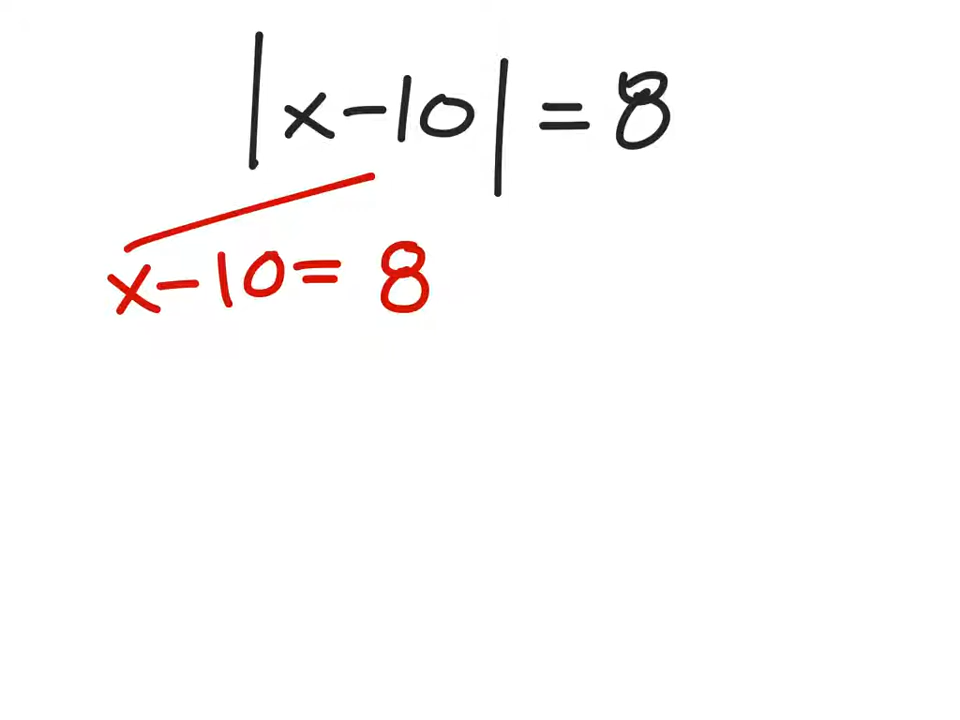 |x-10| = 8
x-10 = 8